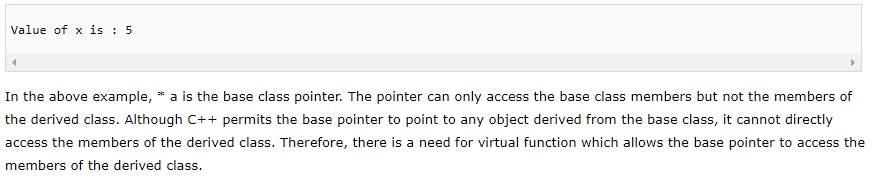 Value of x is : 5
In the above example, * a is the base class pointer. The pointer can only access the base class members but not the members of
the derived class. Although C++ permits the base pointer to point to any object derived from the base class, it cannot directly
access the members of the derived class. Therefore, there is a need for virtual function which allows the base pointer to access the
members of the derived class.